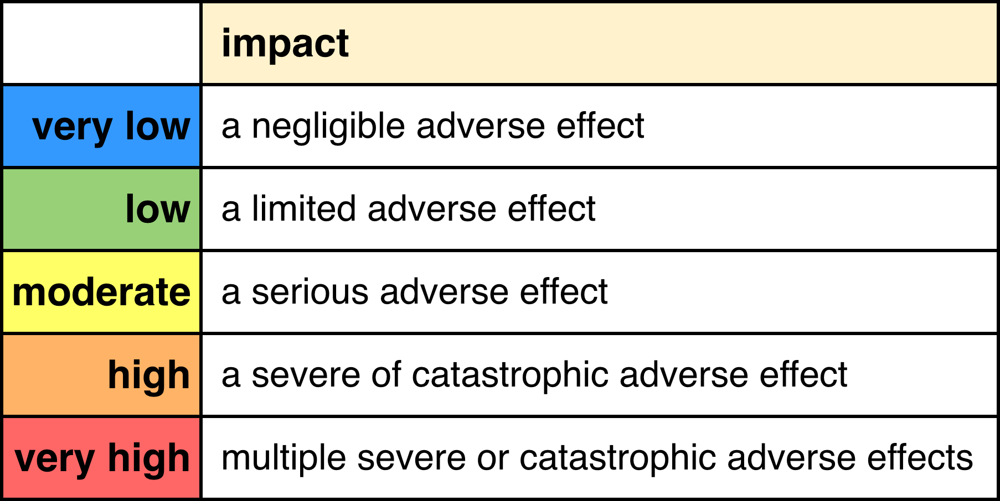 impact
very low a negligible adverse effect
low a limited adverse effect
moderate a serious adverse effect
high a severe of catastrophic adverse effect
very high multiple severe or catastrophic adverse effects